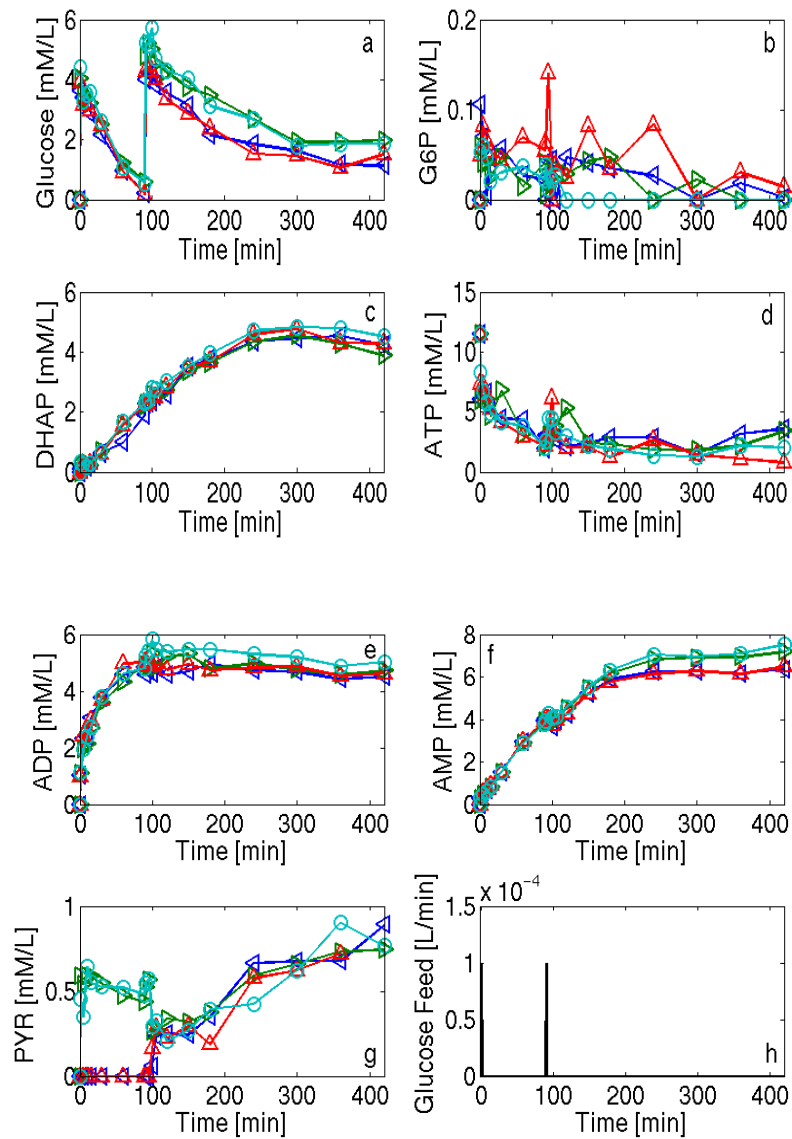 a
6
4
2
0
Glucose [mM/L]
0 100 200 300 400
Time [min]
b
0.2
0.1
0
G6P [mM/L]
0 100 200 300 400
Time [min]
c
6
4
2
0
DHAP [mM/L]
0 100 200 300 400
Time [min]
d
15
10
5
0
ATP [mM/L]
0 100 200 300 400
Time [min]
e
6
4
2
0
ADP [mM/L]
0 100 200 300 400
Time [min]
f
8
6
4
2
0
AMP [mM/L]
0 100 200 300 400
Time [min]
g
1
0.5
0
PYR [mM/L]
0 100 200 300 400
Time [min]
x 10⁻⁴
h
1.5
1
0.5
0
Glucose Feed [L/min]
0 100 200 300 400
Time [min]